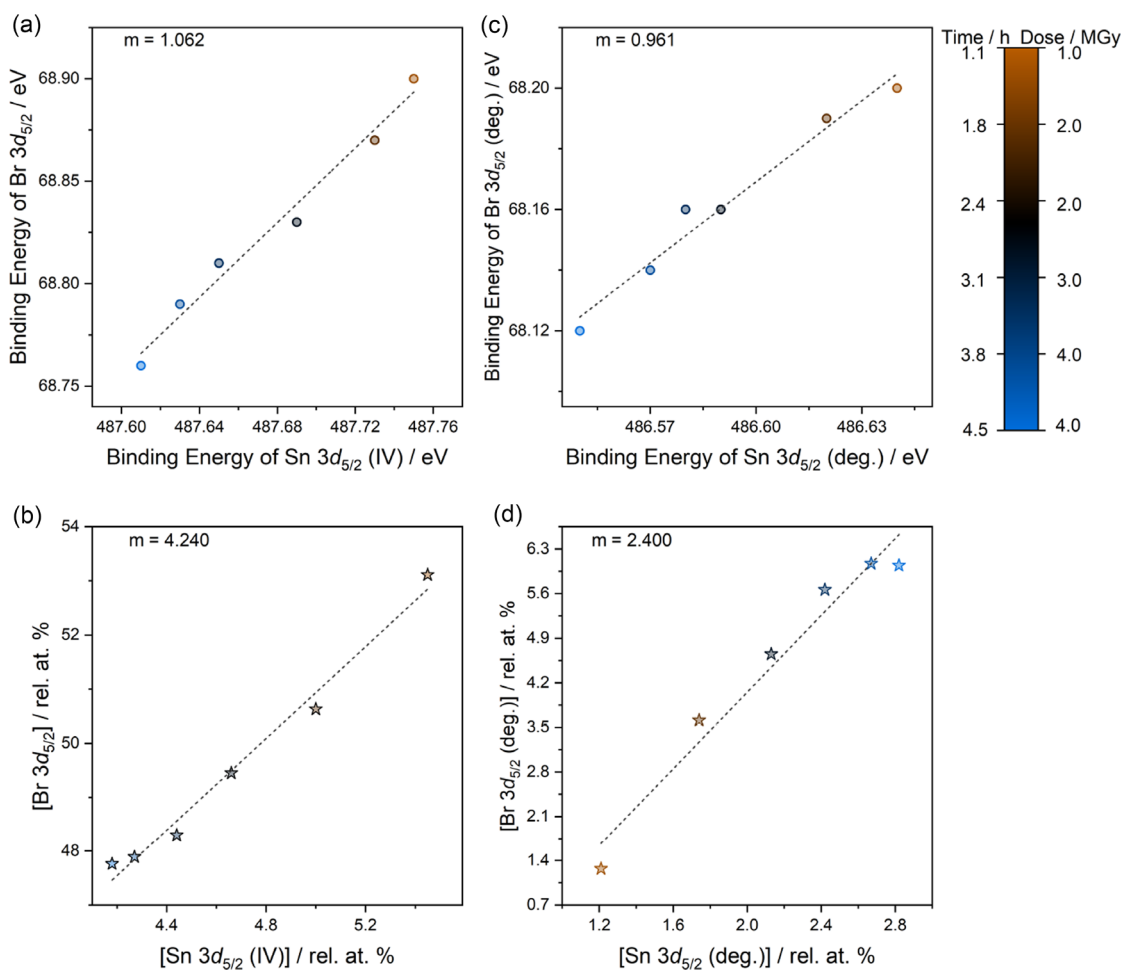 (a)
m = 1.062
68.90
68.85
68.80
68.75
Binding Energy of Br 3d5/2 / eV
487.60 487.64 487.68 487.72 487.76
Binding Energy of Sn 3d5/2 (IV) / eV
(c)
m = 0.961
68.20
68.16
68.12
Binding Energy of Br 3d5/2 (deg.) / eV
486.57 486.60 486.63
Binding Energy of Sn 3d5/2 (deg.) / eV
Time / h Dose / MGy
1.1 1.0
1.8 2.0
2.4 2.0
3.1 3.0
3.8 4.0
4.5 4.0
(b)
m = 4.240
54
52
50
48
[Br 3d5/2] / rel. at. %
4.4 4.8 5.2
[Sn 3d5/2 (IV)] / rel. at. %
(d)
m = 2.400
6.3
5.6
4.9
4.2
3.5
2.8
2.1
1.4
0.7
[Br 3d5/2 (deg.)] / rel. at. %
1.2 1.6 2.0 2.4 2.8
[Sn 3d5/2 (deg.)] / rel. at. %